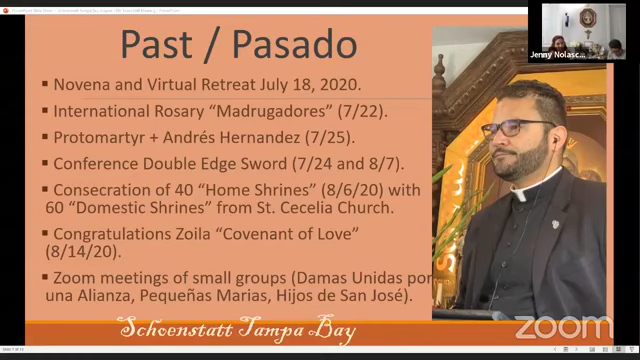 Past / Pasado
▪ Novena and Virtual Retreat July 18, 2020.
▪ International Rosary “Madrugadores” (7/22).
▪ Protomartyr + Andrés Hernandez (7/25).
▪ Conference Double Edge Sword (7/24 and 8/7).
▪ Consecration of 40 “Home Shrines” (8/6/20) with
60 “Domestic Shrines” from St. Cecelia Church.
▪ Congratulations Zoila “Covenant of Love”
(8/14/20).
▪ Zoom meetings of small groups (Damas Unidas por
una Alianza, Pequeñas Marias, Hijos de San José).
Schoenstatt Tampa Bay
Jenny Nolasc...
zoom